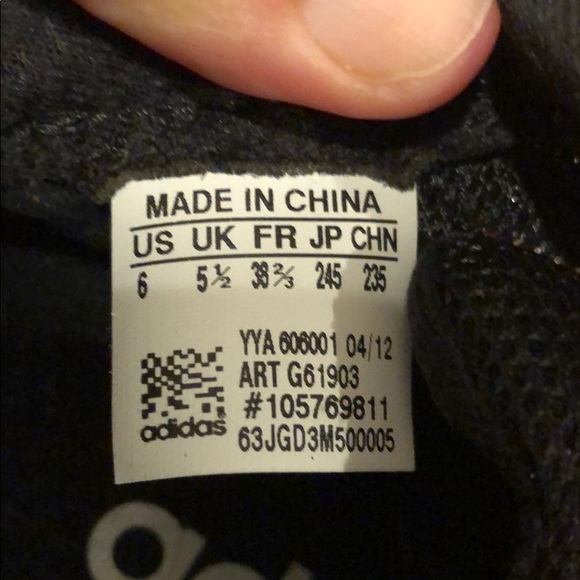 MADE IN CHINA
US UK FR JP CHN
6 5½ 38⅔ 245 235
YYA 606001 04/12
ART G61903
#105769811
adidas
63JGD3M500005